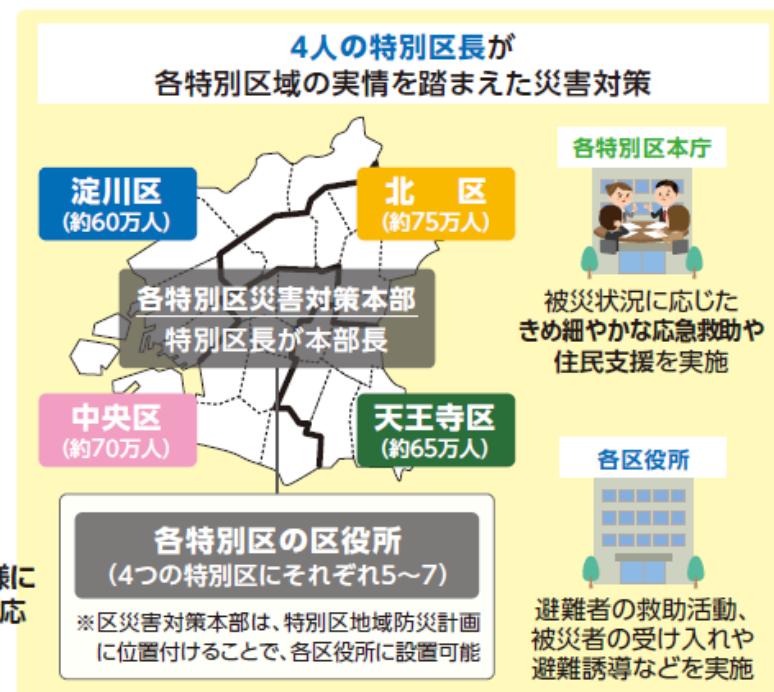 4人の特別区長が
各特別区域の実情を踏まえた災害対策
淀川区
(約60万人)
北 区
(約75万人)
各特別区災害対策本部
特別区長が本部長
中央区
(約70万人)
天王寺区
(約65万人)
各特別区の区役所
(4つの特別区にそれぞれ5～7)
※区災害対策本部は、特別区地域防災計画
に位置付けることで、各区役所に設置可能
各特別区本庁
被災状況に応じた
きめ細やかな応急救助や
住民支援を実施
各区役所
避難者の救助活動、
被災者の受け入れや
避難誘導などを実施
様に
応